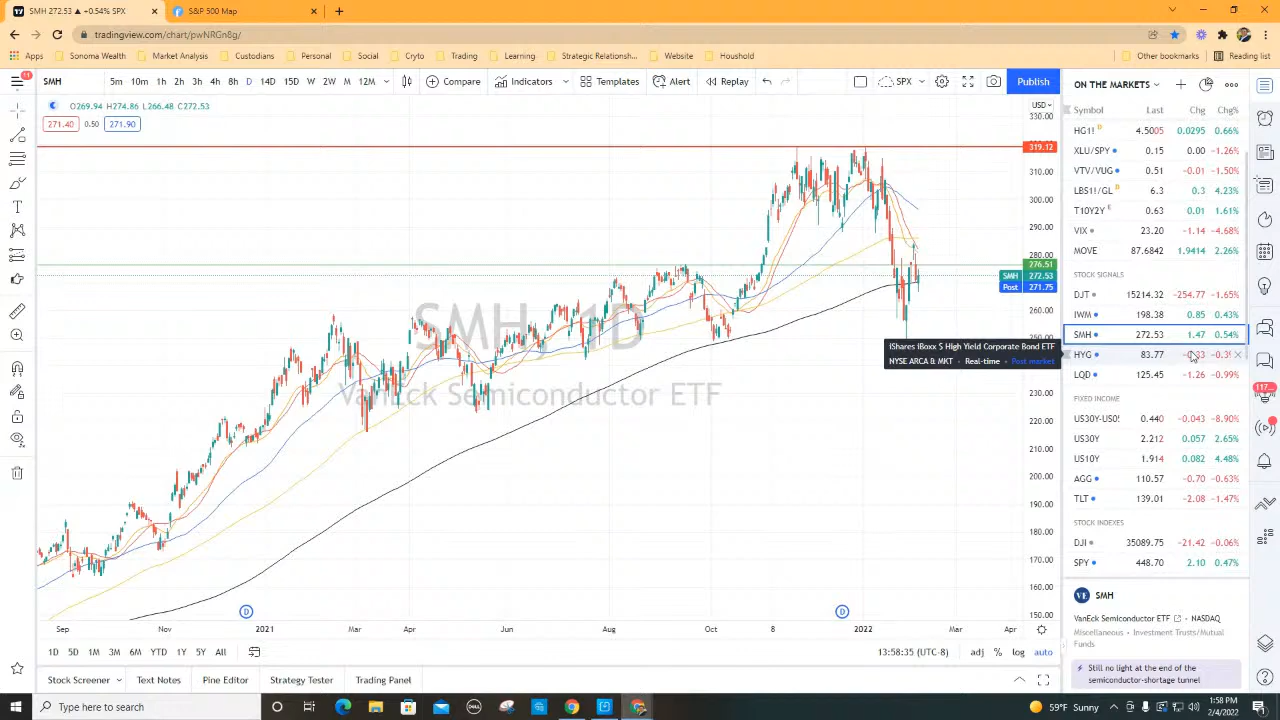 SMH 272.53 ▲ +0.54% SPX
S&P 500 Map
tradingview.com/chart/pwNRGn8g/
Apps Sonoma Wealth Market Analysis Custodians Personal Social Cryto Trading Learning Strategic Relationsh... Website Houshold Other bookmarks Reading list
11
SMH 5m 10m 1h 2h 3h 4h 8h D 14D 15D W 2W M 12M Compare Indicators Templates Alert Replay SPX Publish
O269.94 H274.86 L266.48 C272.53
271.40 0.50 271.90
USD
330.00
319.12
300.00
290.00
280.00
276.51
SMH 272.53
Post 271.75
260.00
230.00
220.00
210.00
200.00
190.00
180.00
170.00
160.00
150.00
SMH, 1D
VanEck Semiconductor ETF
iShares iBoxx $ High Yield Corporate Bond ETF
NYSE ARCA & MKT • Real-time • Post market
D D
Sep Nov 2021 Mar Apr Jun Aug Oct 8 2022 Mar Apr
1D 5D 1M 3M 6M YTD 1Y 5Y All
13:58:35 (UTC-8) adj % log auto
Stock Screener Text Notes Pine Editor Strategy Tester Trading Panel
ON THE MARKETS
Symbol Last Chg Chg%
HG1! D 4.5005 0.0295 0.66%
XLU/SPY 0.15 0.00 -1.26%
VTV/VUG 0.51 -0.01 -1.50%
LBS1!/GL D 6.3 0.3 4.23%
T10Y2Y E 0.63 0.01 1.61%
VIX 23.20 -1.14 -4.68%
MOVE 87.6842 1.9414 2.26%
STOCK SIGNALS
DJT 15214.32 -254.77 -1.65%
IWM 198.38 0.85 0.43%
SMH 272.53 1.47 0.54%
HYG 83.77
LQD 125.45 -1.26 -0.99%
FIXED INCOME
US30Y-US0! 0.440 -0.043 -8.90%
US30Y 2.212 0.057 2.65%
US10Y 1.914 0.082 4.48%
AGG 110.57 -0.70 -0.63%
TLT 139.01 -2.08 -1.47%
STOCK INDEXES
DJI 35089.75 -21.42 -0.06%
SPY 448.70 2.10 0.47%
SMH
VanEck Semiconductor ETF • NASDAQ
Miscellaneous • Investment Trusts/Mutual
Funds
Still no light at the end of the
semiconductor-shortage tunnel
117...
Type here to search
DELL
59°F Sunny
1:58 PM
2/4/2022